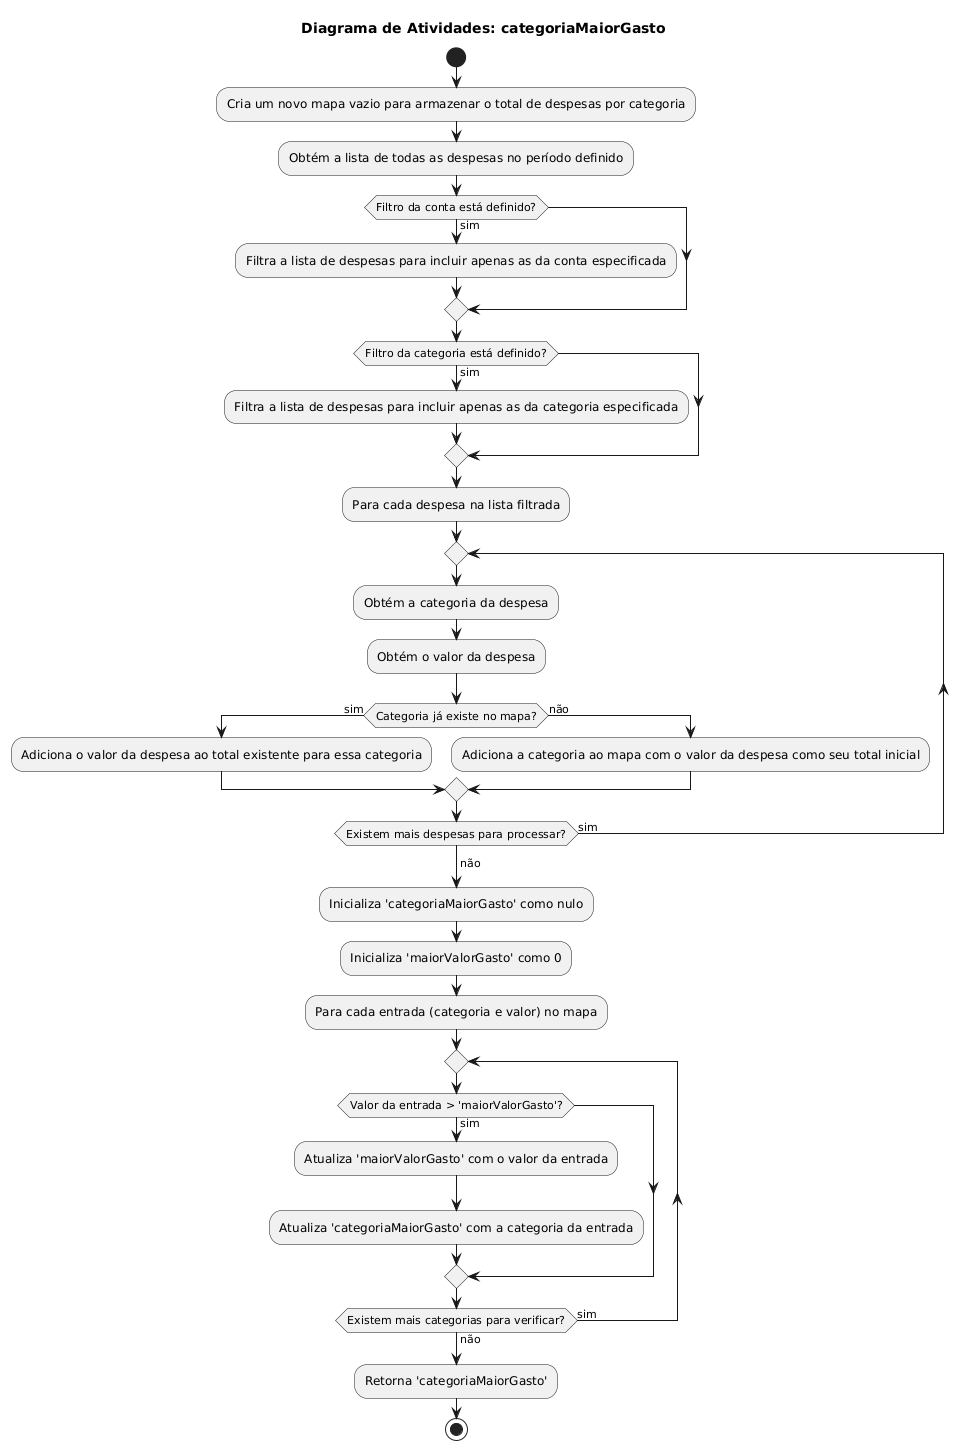 Diagrama de Atividades: categoriaMaiorGasto
Cria um novo mapa vazio para armazenar o total de despesas por categoria
Obtém a lista de todas as despesas no período definido
Filtro da conta está definido?
sim
Filtra a lista de despesas para incluir apenas as da conta especificada
Filtro da categoria está definido?
sim
Filtra a lista de despesas para incluir apenas as da categoria especificada
Para cada despesa na lista filtrada
Obtém a categoria da despesa
Obtém o valor da despesa
sim
Categoria já existe no mapa?
não
Adiciona o valor da despesa ao total existente para essa categoria
Adiciona a categoria ao mapa com o valor da despesa como seu total inicial
Existem mais despesas para processar?
sim
não
Inicializa 'categoriaMaiorGasto' como nulo
Inicializa 'maiorValorGasto' como 0
Para cada entrada (categoria e valor) no mapa
Valor da entrada > 'maiorValorGasto'?
sim
Atualiza 'maiorValorGasto' com o valor da entrada
Atualiza 'categoriaMaiorGasto' com a categoria da entrada
Existem mais categorias para verificar?
sim
não
Retorna 'categoriaMaiorGasto'